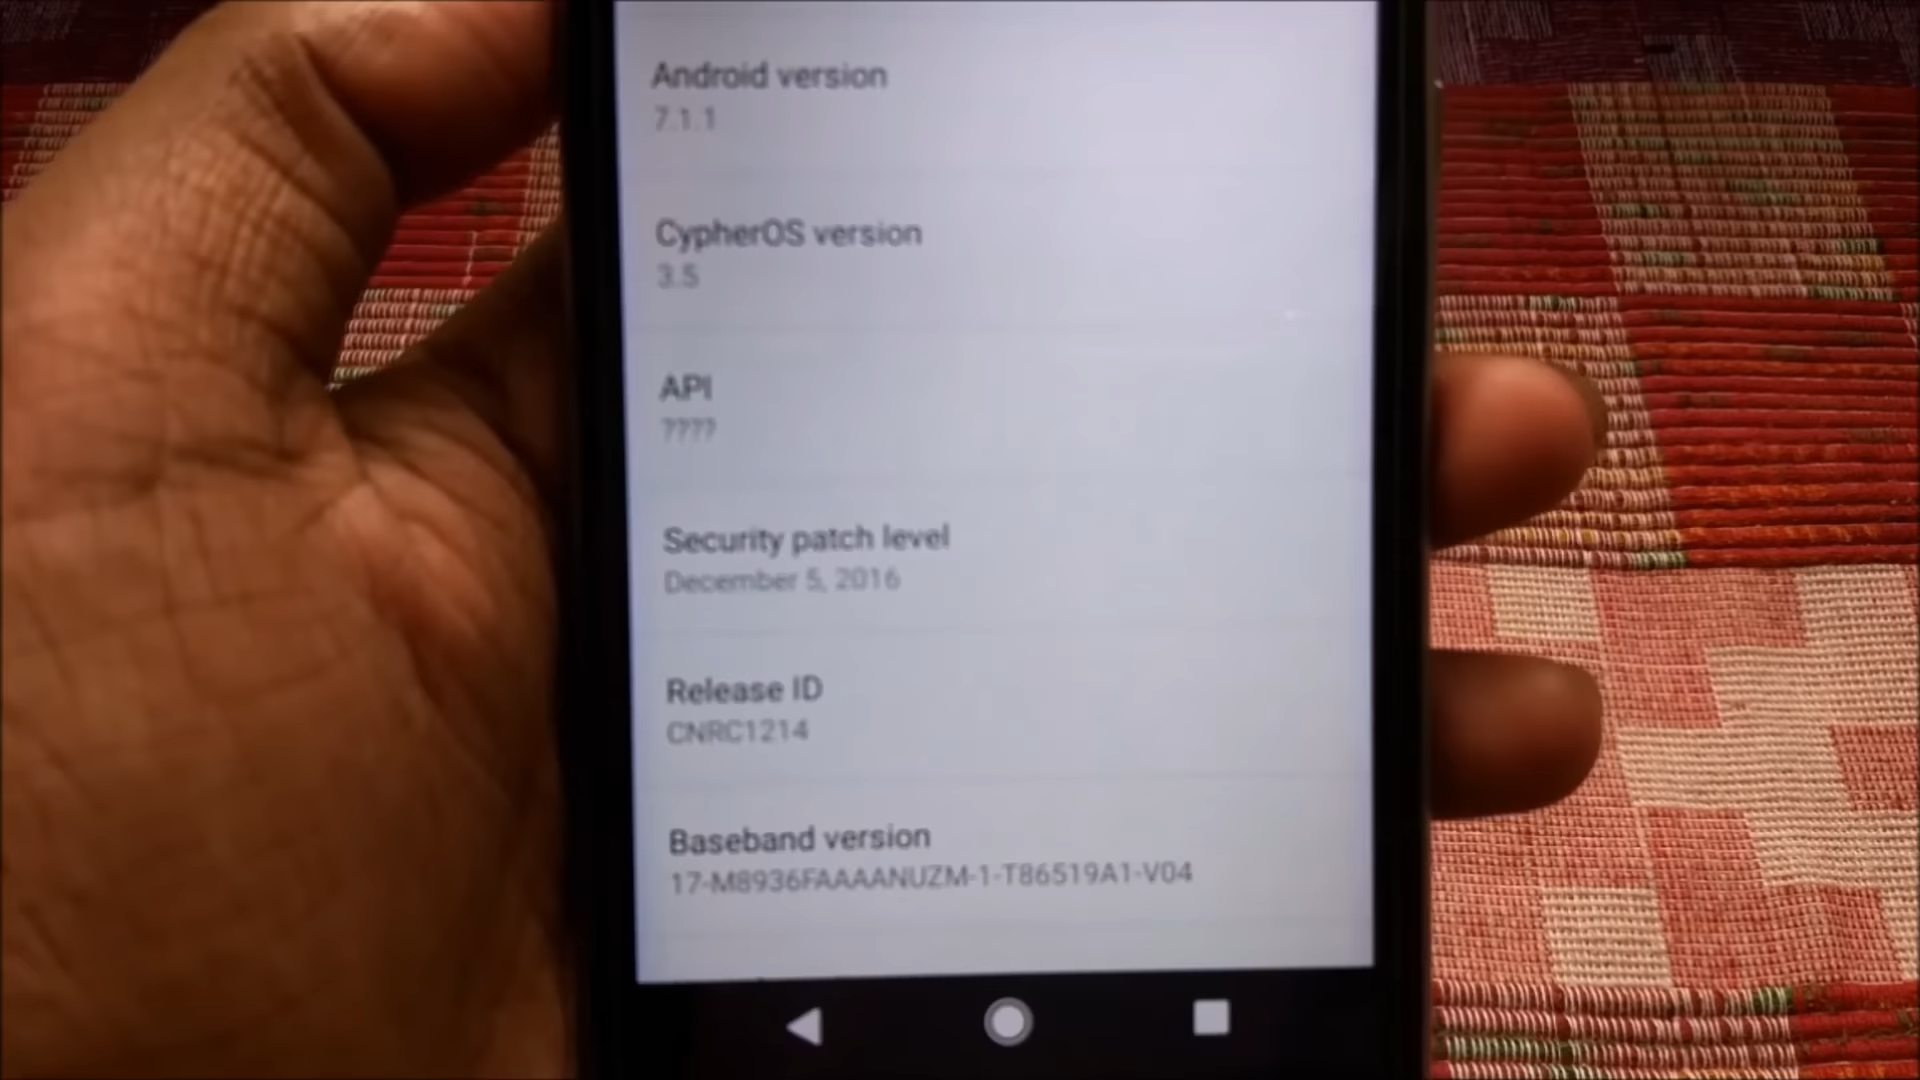 Android version
7.1.1
CypherOS version
3.5
API
????
Security patch level
December 5, 2016
Release ID
CNRC1214
Baseband version
17-M8936FAAAANUZM-1-T86519A1-V04